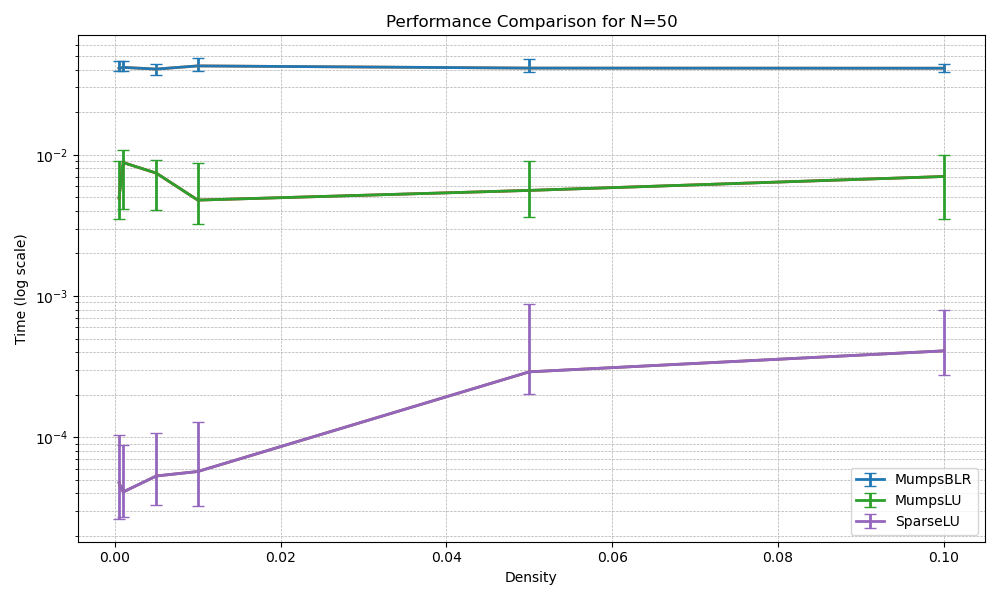 Performance Comparison for N=50
Time (log scale)
10⁻²
10⁻³
10⁻⁴
0.00 0.02 0.04 0.06 0.08 0.10
Density
MumpsBLR
MumpsLU
SparseLU